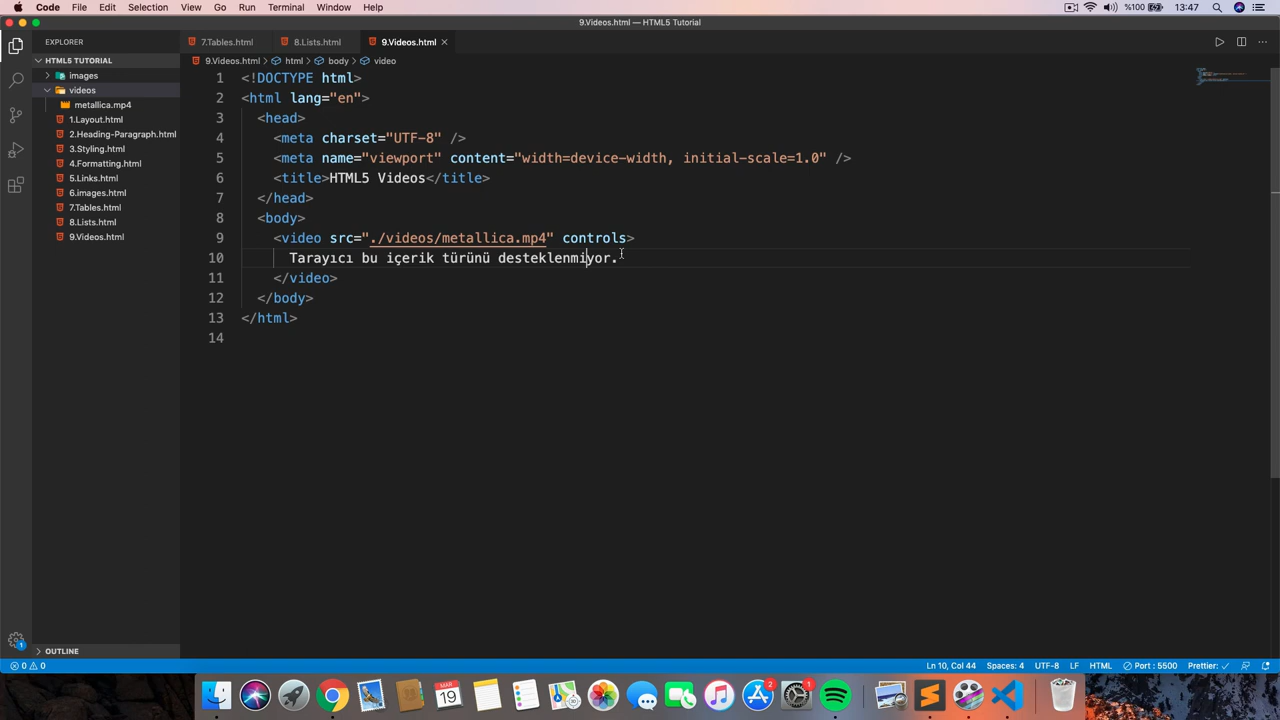 Code File Edit Selection View Go Run Terminal Window Help %100 13:47
9.Videos.html — HTML5 Tutorial
EXPLORER 7.Tables.html 8.Lists.html 9.Videos.html
HTML5 TUTORIAL
9.Videos.html > html > body > video
images
videos
metallica.mp4
1.Layout.html
2.Heading-Paragraph.html
3.Styling.html
4.Formatting.html
5.Links.html
6.images.html
7.Tables.html
8.Lists.html
9.Videos.html
1 <!DOCTYPE html>
2 <html lang="en">
3 <head>
4 <meta charset="UTF-8" />
5 <meta name="viewport" content="width=device-width, initial-scale=1.0" />
6 <title>HTML5 Videos</title>
7 </head>
8 <body>
9 <video src="./videos/metallica.mp4" controls>
10 Tarayıcı bu içerik türünü desteklenmiyor.
11 </video>
12 </body>
13 </html>
14
OUTLINE
1
0 0 Ln 10, Col 44 Spaces: 4 UTF-8 LF HTML Port : 5500 Prettier:
MAR
19
2
1